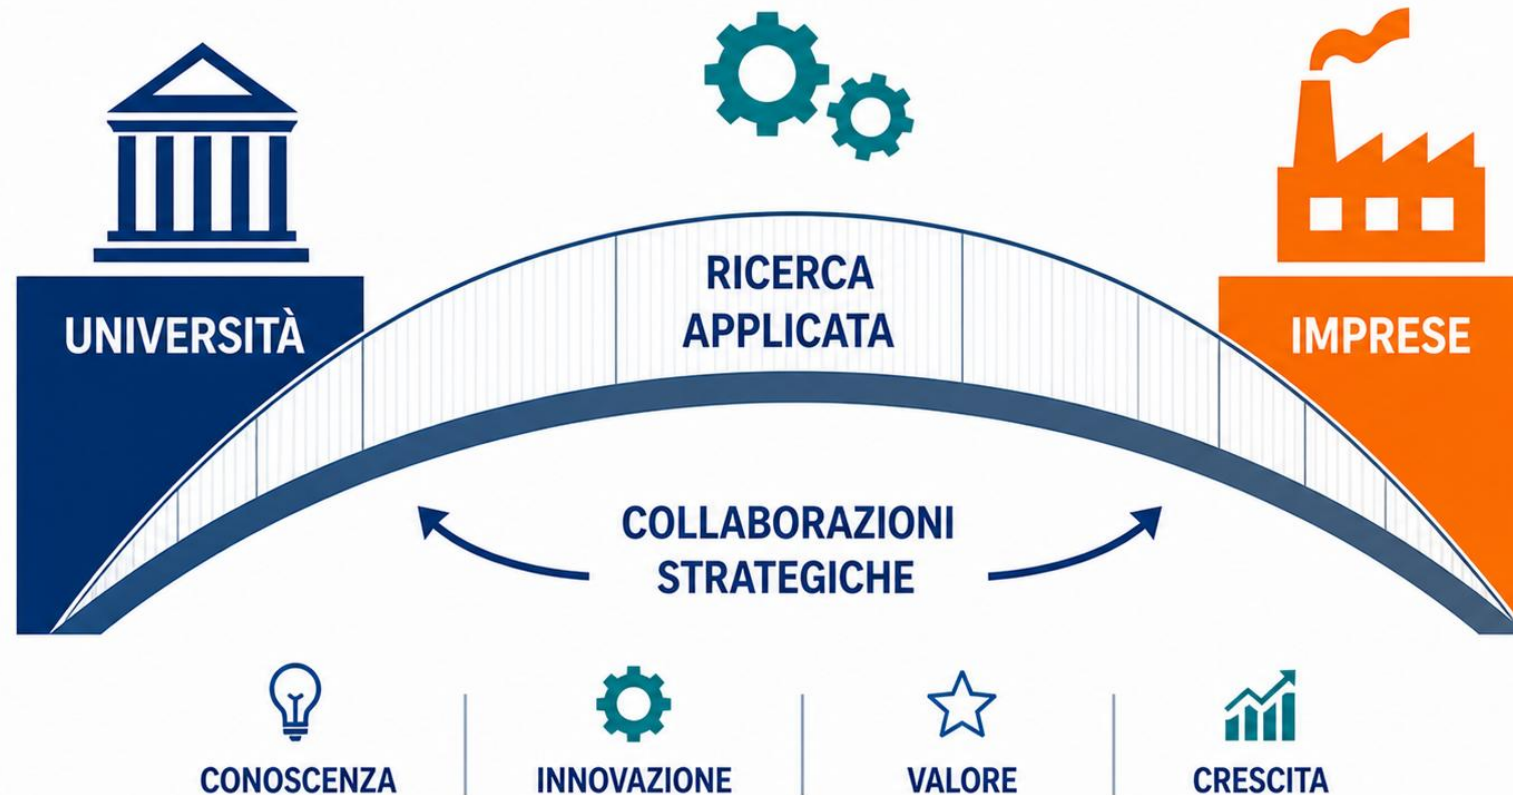 UNIVERSITÀ
RICERCA
APPLICATA
IMPRESE
COLLABORAZIONI
STRATEGICHE
CONOSCENZA
INNOVAZIONE
VALORE
CRESCITA